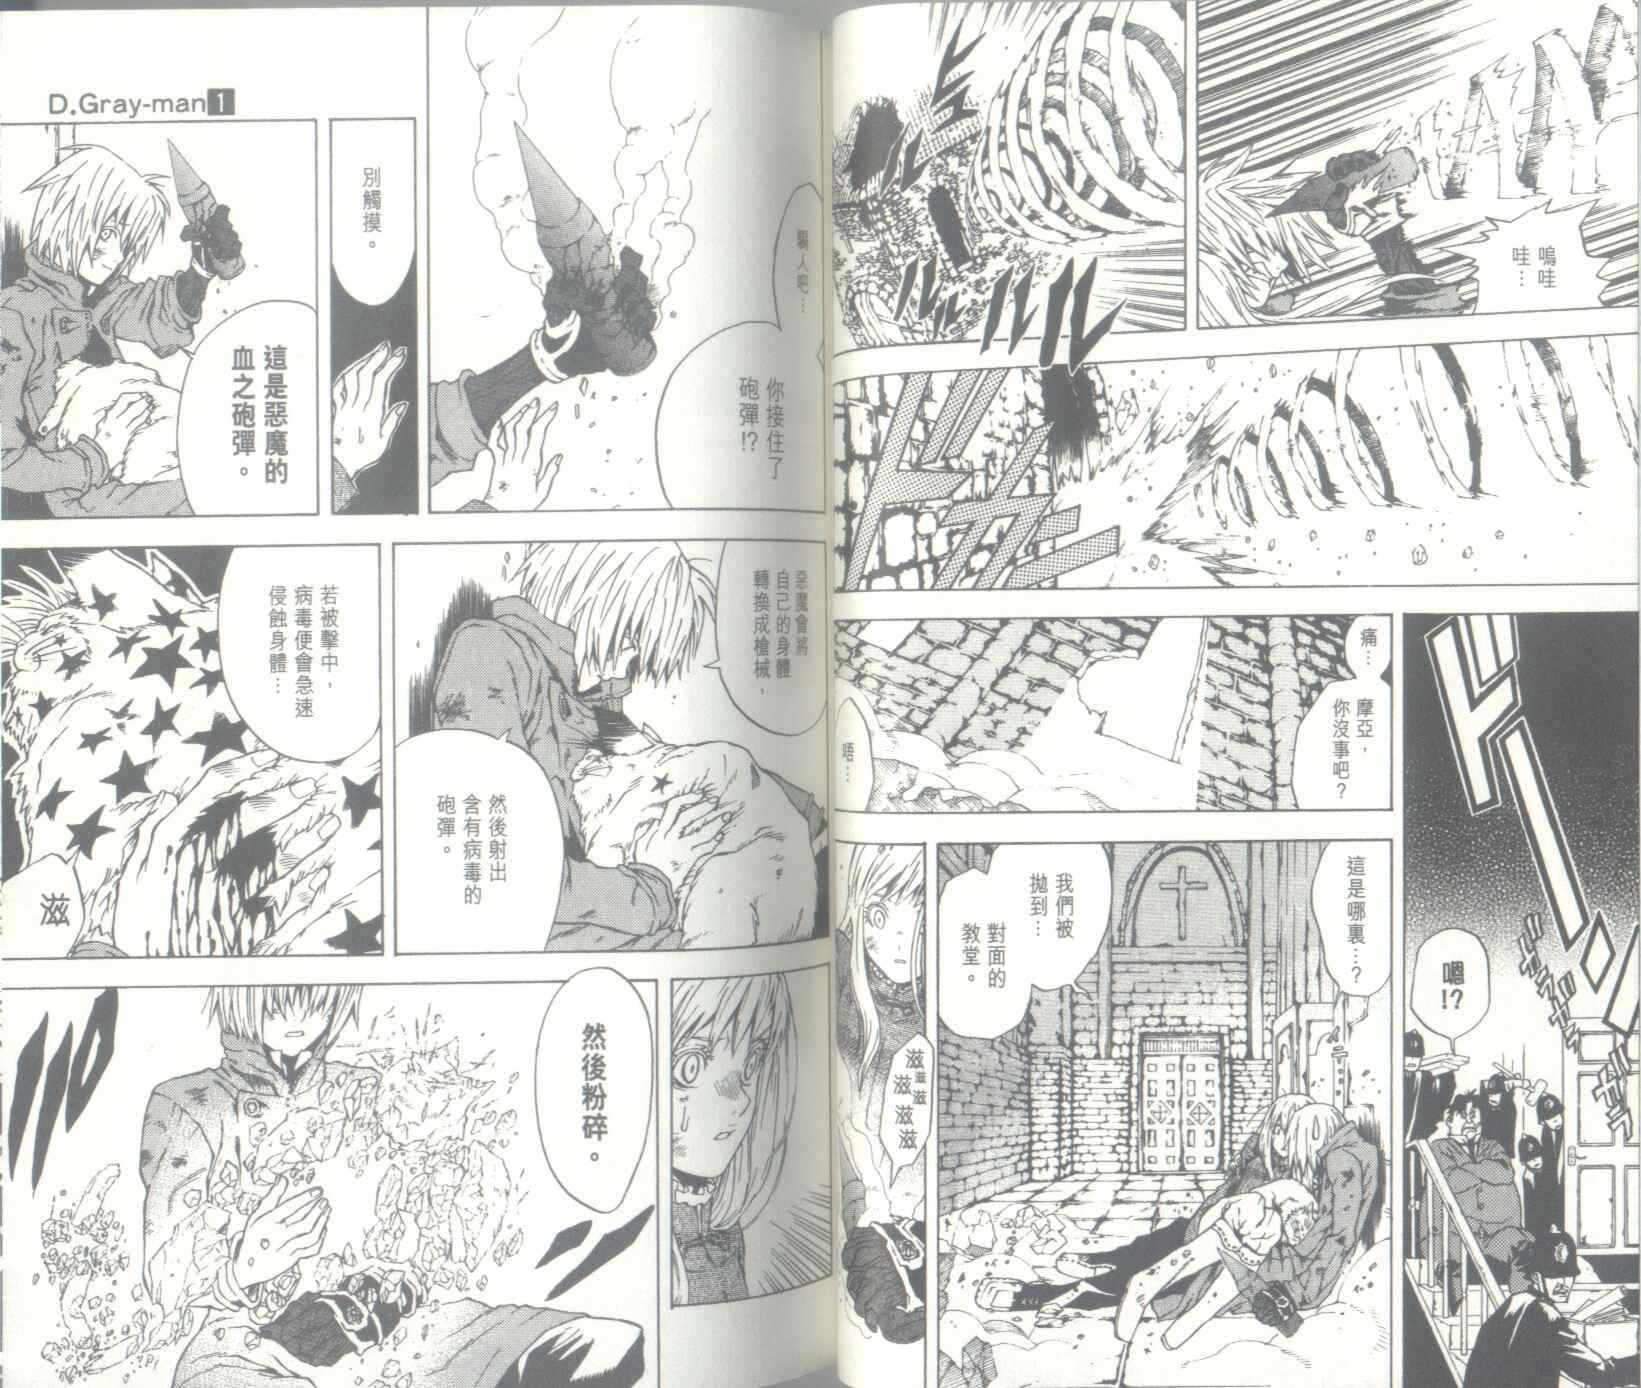 嗚哇
哇…
ドガン
痛…
摩亞，
你沒事吧？
唔…
ド
嗯!?
這是哪裏…？
我們被
拋到…
對面的
教堂。
滋滋滋
滋滋滋
D.Gray-man 1
騙人吧…
你接住了
砲彈!?
別觸摸。
這是惡魔的
血之砲彈。
惡魔會將
自己的身體
轉換成槍械，
然後射出
含有病毒的
砲彈。
若被擊中，
病毒便會急速
侵蝕身體…
滋
然後粉碎。